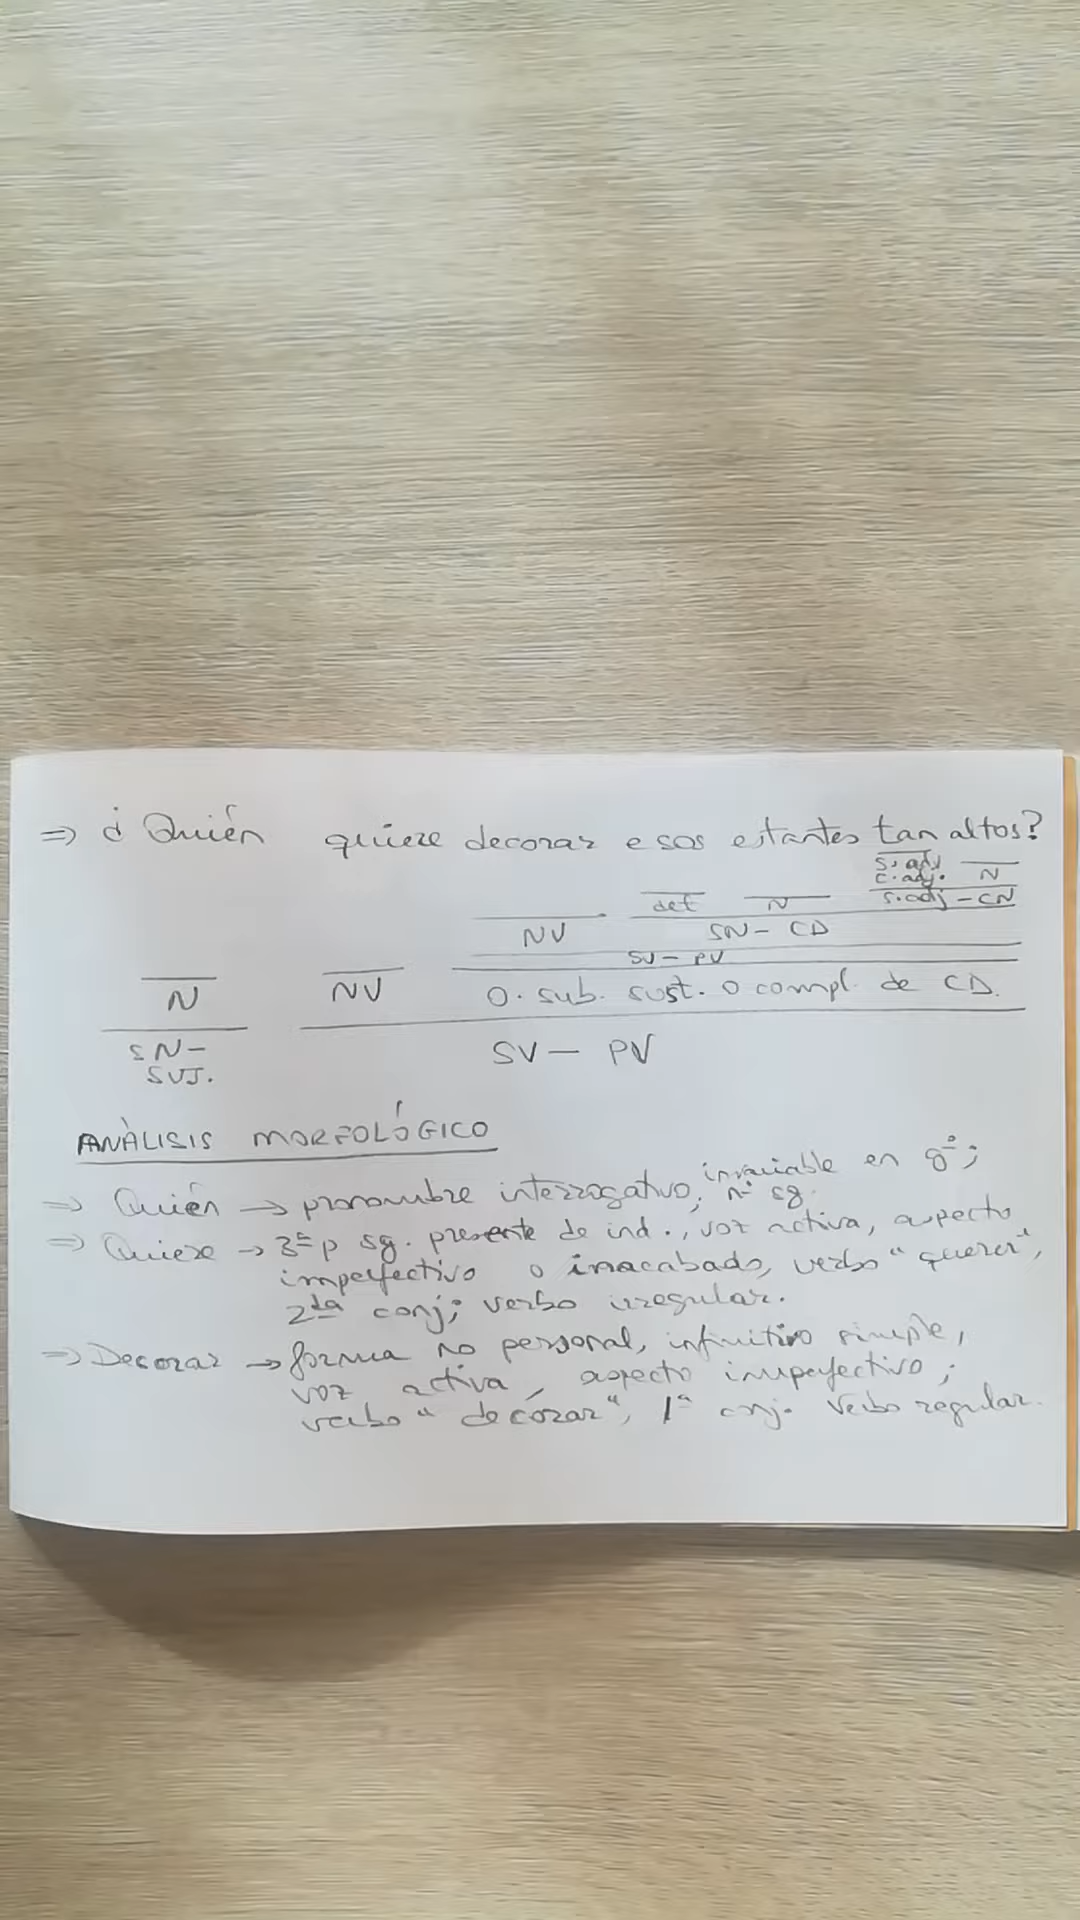 => ¿Quién quiere decorar esos estantes tan altos?
S. adj
c. adj. N
det N S. adj - CN
NV SN - CD
SV - PV
N NV O. sub. sust. o compl. de CD.
SN - SV - PV
SUJ.
ANÀLISIS MORFOLÓGICO
=> Quién -> pronombre interrogativo, invariable en gº; nº sg.
=> Quiere -> 3ª p sg. presente de ind., voz activa, aspecto
imperfectivo o inacabado, verbo "querer",
2da conj; verbo irregular.
=> Decorar -> forma no personal, infinitivo simple,
voz activa, aspecto imperfectivo;
verbo "decorar", 1ª conj. Verbo regular.